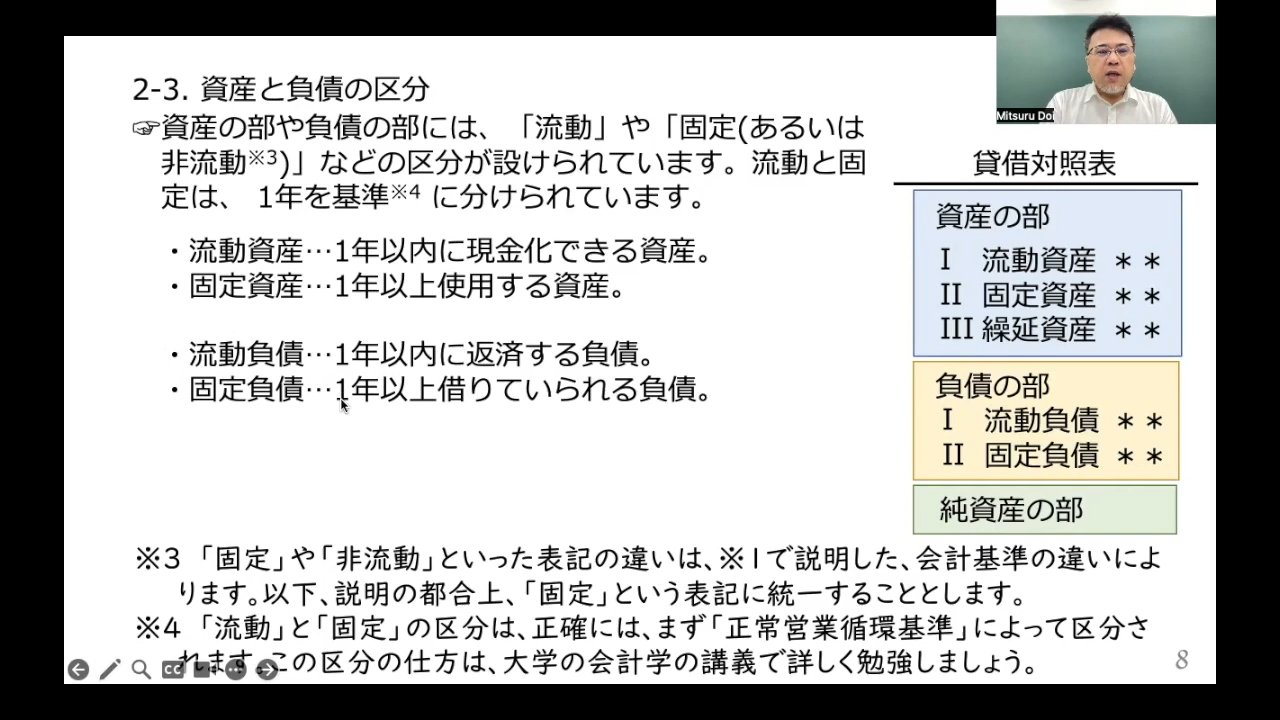 2-3. 資産と負債の区分
☞資産の部や負債の部には、「流動」や「固定(あるいは
非流動※3)」などの区分が設けられています。流動と固
定は、 1年を基準※4 に分けられています。
・流動資産…1年以内に現金化できる資産。
・固定資産…1年以上使用する資産。
・流動負債…1年以内に返済する負債。
・固定負債…1年以上借りていられる負債。
Mitsuru Doi
貸借対照表
資産の部
I 流動資産 ＊＊
II 固定資産 ＊＊
III 繰延資産 ＊＊
負債の部
I 流動負債 ＊＊
II 固定負債 ＊＊
純資産の部
※3 「固定」や「非流動」といった表記の違いは、※1で説明した、会計基準の違いによ
ります。以下、説明の都合上、「固定」という表記に統一することとします。
※4 「流動」と「固定」の区分は、正確には、まず「正常営業循環基準」によって区分さ
れます。この区分の仕方は、大学の会計学の講義で詳しく勉強しましょう。
CC
8